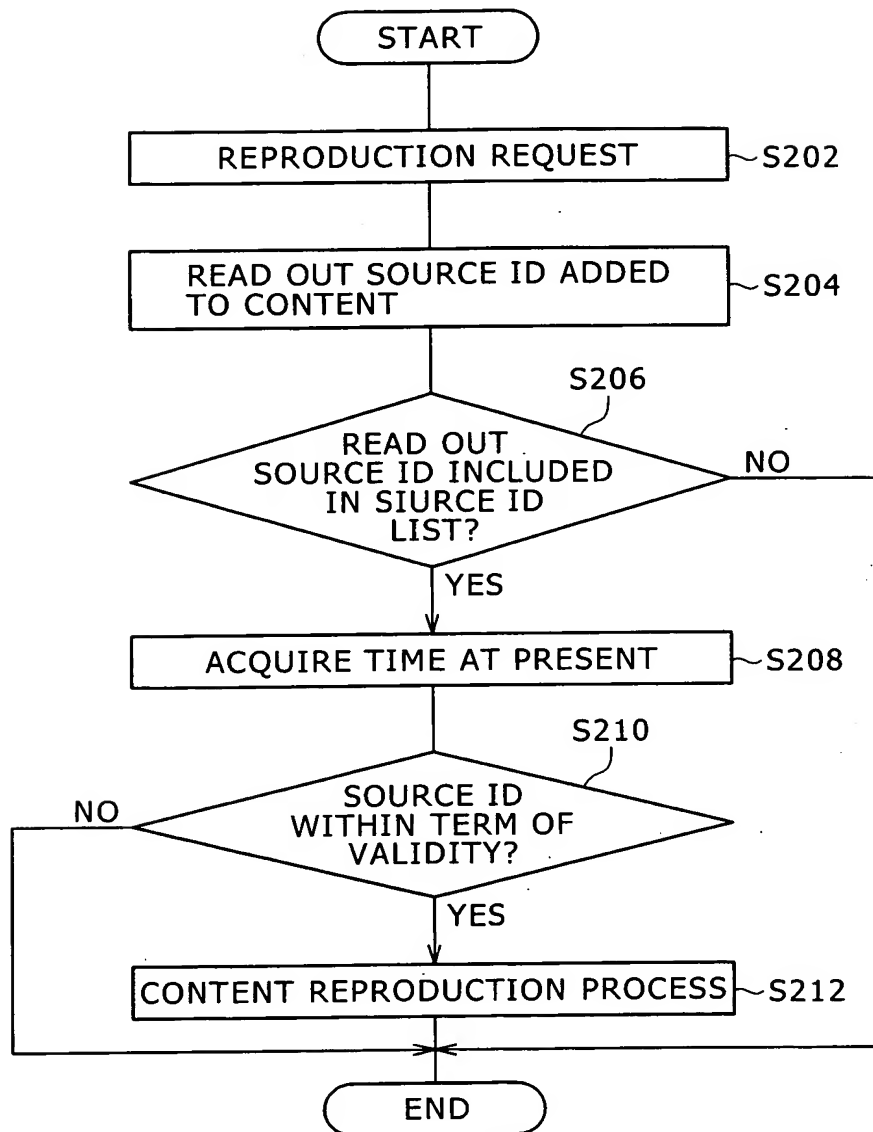 START
REPRODUCTION REQUEST
S202
READ OUT SOURCE ID ADDED
TO CONTENT
S204
S206
READ OUT
SOURCE ID INCLUDED
IN SIURCE ID
LIST?
NO
YES
ACQUIRE TIME AT PRESENT
S208
S210
NO
SOURCE ID
WITHIN TERM OF
VALIDITY?
YES
CONTENT REPRODUCTION PROCESS
S212
END